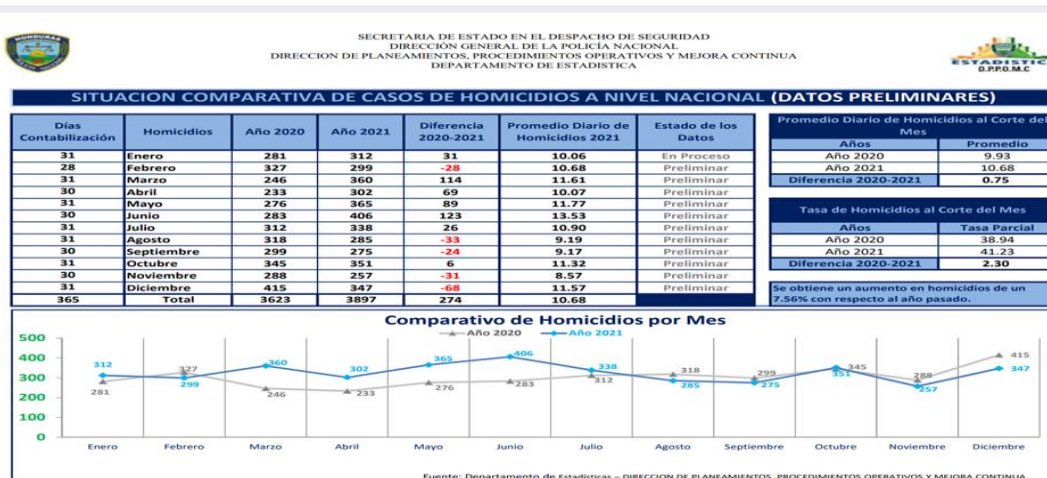 HONDURAS
SECRETARIA DE ESTADO EN EL DESPACHO DE SEGURIDAD
DIRECCIÓN GENERAL DE LA POLICÍA NACIONAL
DIRECCION DE PLANEAMIENTOS, PROCEDIMIENTOS OPERATIVOS Y MEJORA CONTINUA
DEPARTAMENTO DE ESTADISTICA
ESTADISTIC
D.P.P.O.M.C
SITUACION COMPARATIVA DE CASOS DE HOMICIDIOS A NIVEL NACIONAL (DATOS PRELIMINARES)
Días Contabilización Homicidios Año 2020 Año 2021 Diferencia 2020-2021 Promedio Diario de Homicidios 2021 Estado de los Datos
31 Enero 281 312 31 10.06 En Proceso
28 Febrero 327 299 -28 10.68 Preliminar
31 Marzo 246 360 114 11.61 Preliminar
30 Abril 233 302 69 10.07 Preliminar
31 Mayo 276 365 89 11.77 Preliminar
30 Junio 283 406 123 13.53 Preliminar
31 Julio 312 338 26 10.90 Preliminar
31 Agosto 318 285 -33 9.19 Preliminar
30 Septiembre 299 275 -24 9.17 Preliminar
31 Octubre 345 351 6 11.32 Preliminar
30 Noviembre 288 257 -31 8.57 Preliminar
31 Diciembre 415 347 -68 11.57 Preliminar
365 Total 3623 3897 274 10.68
Promedio Diario de Homicidios al Corte del
Mes
Años Promedio
Año 2020 9.93
Año 2021 10.68
Diferencia 2020-2021 0.75
Tasa de Homicidios al Corte del Mes
Años Tasa Parcial
Año 2020 38.94
Año 2021 41.23
Diferencia 2020-2021 2.30
Se obtiene un aumento en homicidios de un
7.56% con respecto al año pasado.
Comparativo de Homicidios por Mes
Año 2020 Año 2021
500
400
300
200
100
0
312 327 360 302 365 406 338 318 299 345 288 415
281 299 246 233 276 283 312 285 275 351 257 347
Enero Febrero Marzo Abril Mayo Junio Julio Agosto Septiembre Octubre Noviembre Diciembre
Fuente: Departamento de Estadísticas – DIRECCION DE PLANEAMIENTOS, PROCEDIMIENTOS OPERATIVOS Y MEJORA CONTINUA